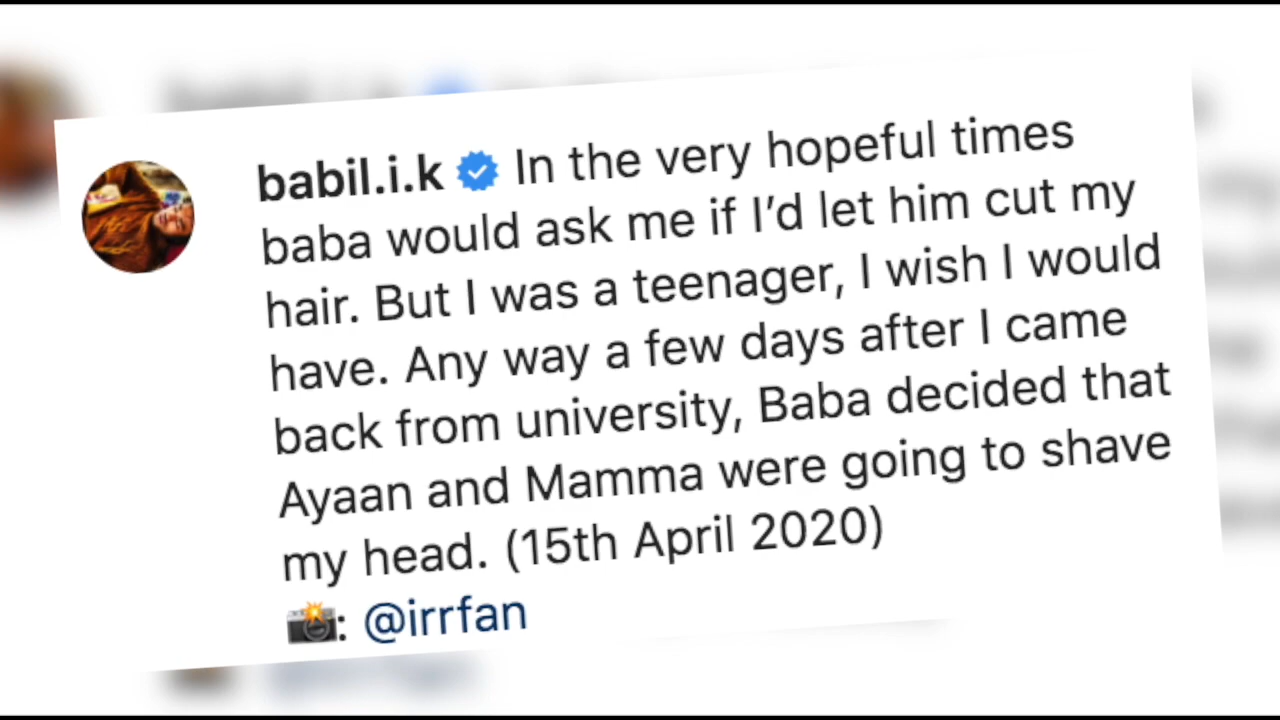 babil.i.k In the very hopeful times
baba would ask me if I’d let him cut my
hair. But I was a teenager, I wish I would
have. Any way a few days after I came
back from university, Baba decided that
Ayaan and Mamma were going to shave
my head. (15th April 2020)
📸: @irrfan